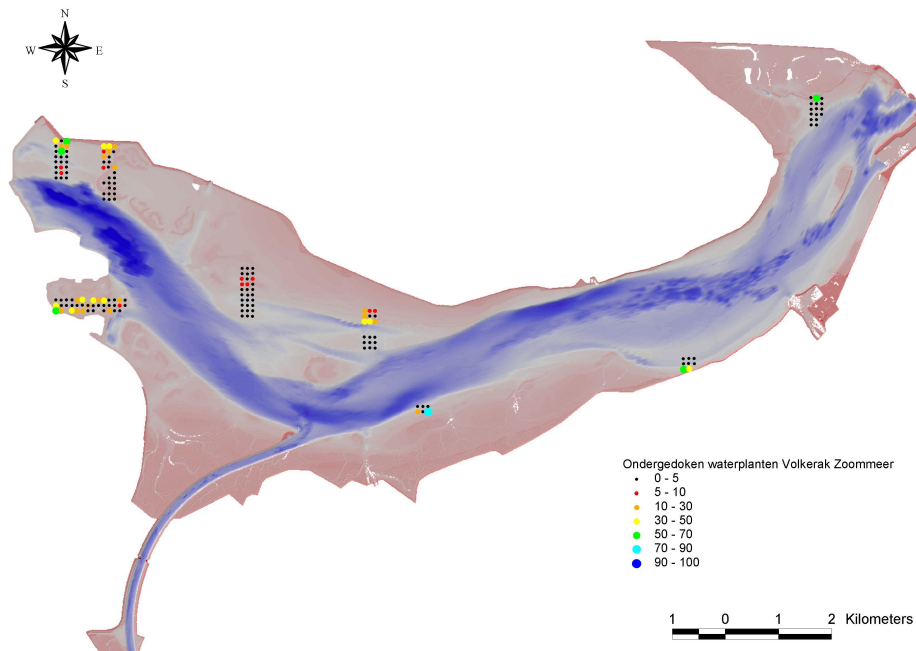 N
W E
S
Ondergedoken waterplanten Volkerak Zoommeer
0 - 5
5 - 10
10 - 30
30 - 50
50 - 70
70 - 90
90 - 100
1 0 1 2 Kilometers